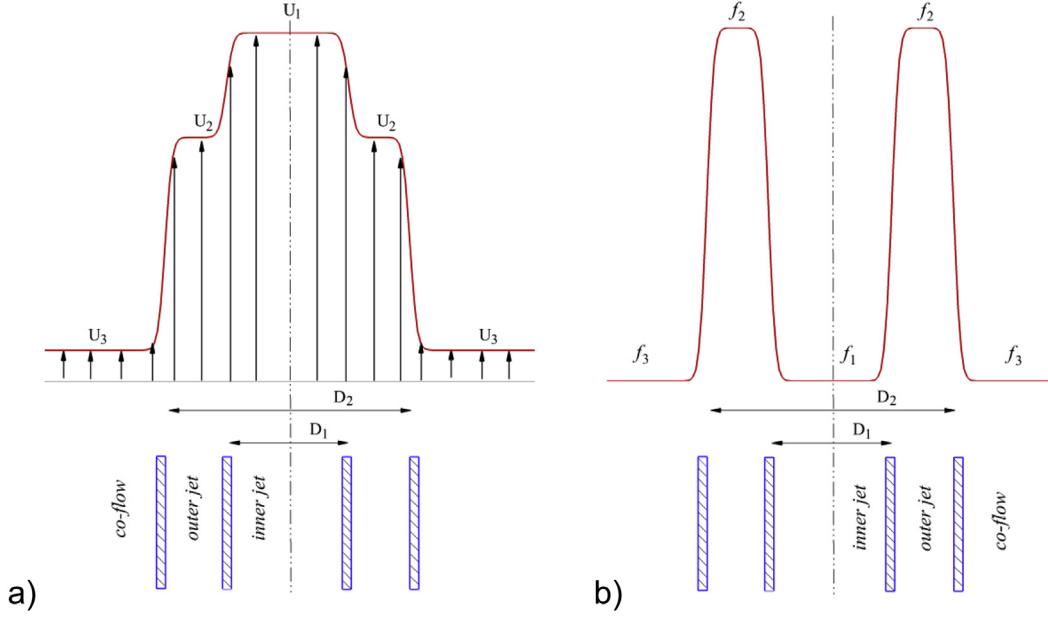 U1
U2 U2
U3 U3
D2
D1
co-flow
outer jet
inner jet
a)
f2 f2
f3 f1 f3
D2
D1
inner jet
outer jet
co-flow
b)